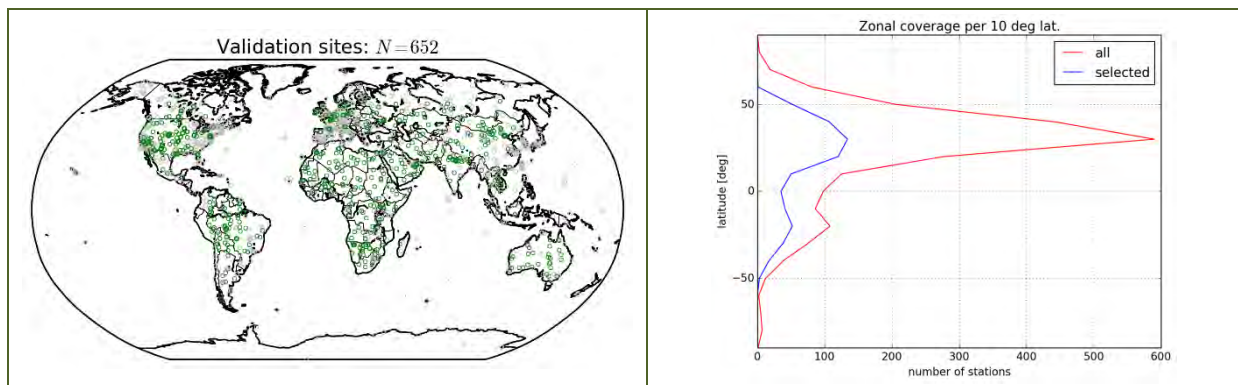 Validation sites: N=652
Zonal coverage per 10 deg lat.
all
selected
50
0
−50
latitude [deg]
0
100
200
300
400
500
600
number of stations